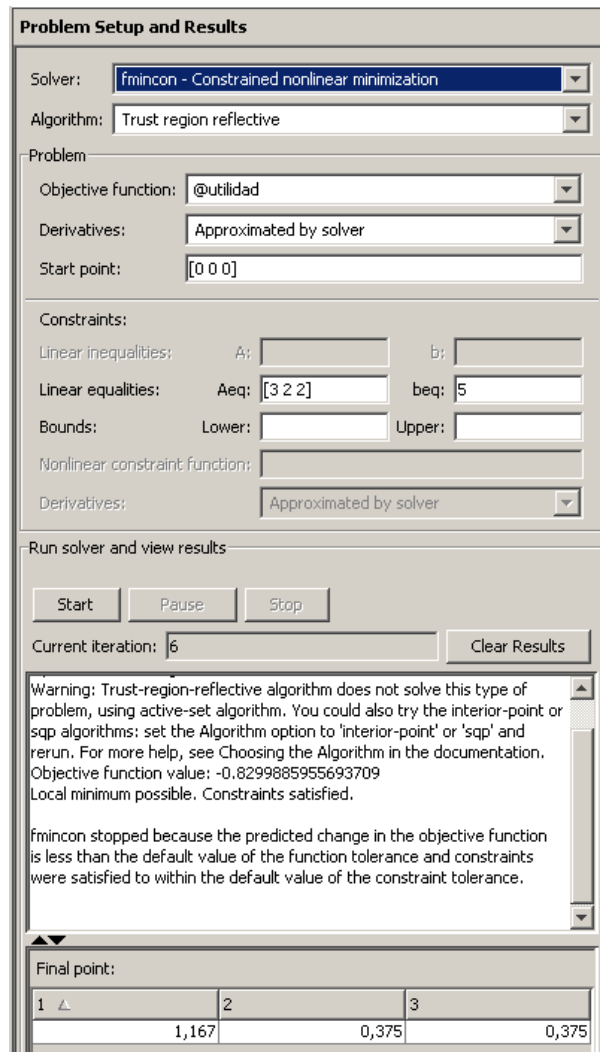 Problem Setup and Results
Solver: fmincon - Constrained nonlinear minimization
Algorithm: Trust region reflective
Problem
Objective function: @utilidad
Derivatives: Approximated by solver
Start point: [0 0 0]
Constraints:
Linear inequalities: A: b:
Linear equalities: Aeq: [3 2 2] beq: 5
Bounds: Lower: Upper:
Nonlinear constraint function:
Derivatives: Approximated by solver
Run solver and view results
Start Pause Stop
Current iteration: 6 Clear Results
Warning: Trust-region-reflective algorithm does not solve this type of
problem, using active-set algorithm. You could also try the interior-point or
sqp algorithms: set the Algorithm option to 'interior-point' or 'sqp' and
rerun. For more help, see Choosing the Algorithm in the documentation.
Objective function value: -0.8299885955693709
Local minimum possible. Constraints satisfied.
fmincon stopped because the predicted change in the objective function
is less than the default value of the function tolerance and constraints
were satisfied to within the default value of the constraint tolerance.
Final point:
1 2 3
1,167 0,375 0,375